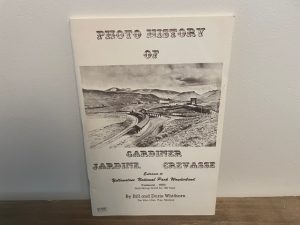 PHOTO HISTORY
OF
GARDINER
JARDINE CREVASSE
Entrance to
Yellowstone National Park Wonderland
By Bill and Doris Whithorn